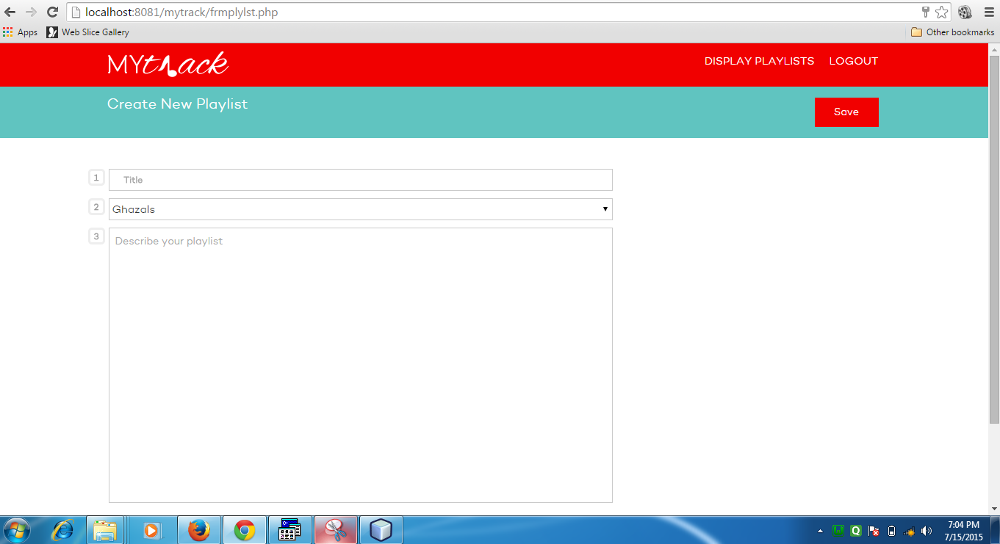 localhost:8081/mytrack/frmplylst.php
Apps Web Slice Gallery Other bookmarks
MYtrack DISPLAY PLAYLISTS LOGOUT
Create New Playlist Save
1 Title
2 Ghazals
3 Describe your playlist
7:04 PM
7/15/2015